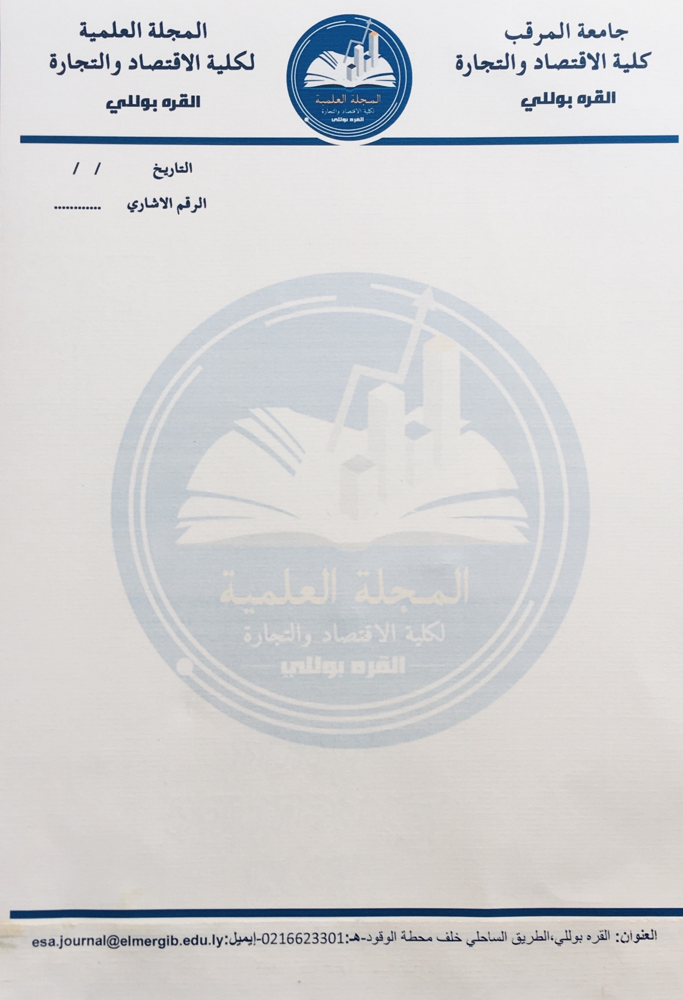 جامعة المرقب
كلية الاقتصاد والتجارة
القره بوللي
المجلة العلمية
لكلية الاقتصاد والتجارة
القره بوللي
المجلة العلمية
لكلية الاقتصاد والتجارة
القره بوللي
التاريخ / /
الرقم الاشاري ............
المجلة العلمية
لكلية الاقتصاد والتجارة
القره بوللي
العنوان: القره بوللي،الطريق الساحلي خلف محطة الوقود-هـ:0216623301-إيميل:esa.journal@elmergib.edu.ly